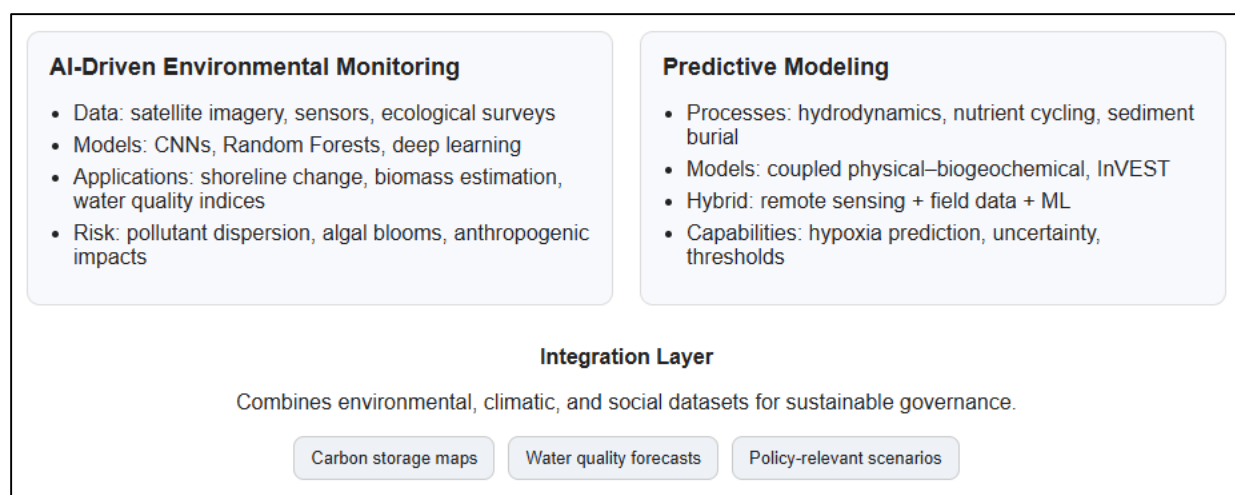 AI-Driven Environmental Monitoring
• Data: satellite imagery, sensors, ecological surveys
• Models: CNNs, Random Forests, deep learning
• Applications: shoreline change, biomass estimation,
water quality indices
• Risk: pollutant dispersion, algal blooms, anthropogenic
impacts
Predictive Modeling
• Processes: hydrodynamics, nutrient cycling, sediment
burial
• Models: coupled physical–biogeochemical, InVEST
• Hybrid: remote sensing + field data + ML
• Capabilities: hypoxia prediction, uncertainty,
thresholds
Integration Layer
Combines environmental, climatic, and social datasets for sustainable governance.
Carbon storage maps
Water quality forecasts
Policy-relevant scenarios